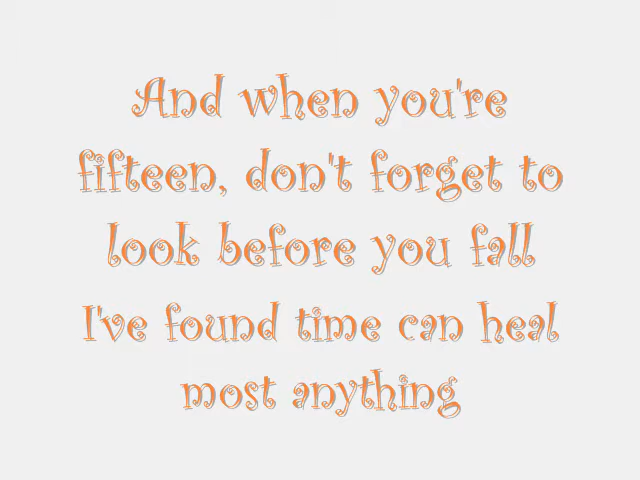 And when you're
fifteen, don't forget to
look before you fall
I've found time can heal
most anything